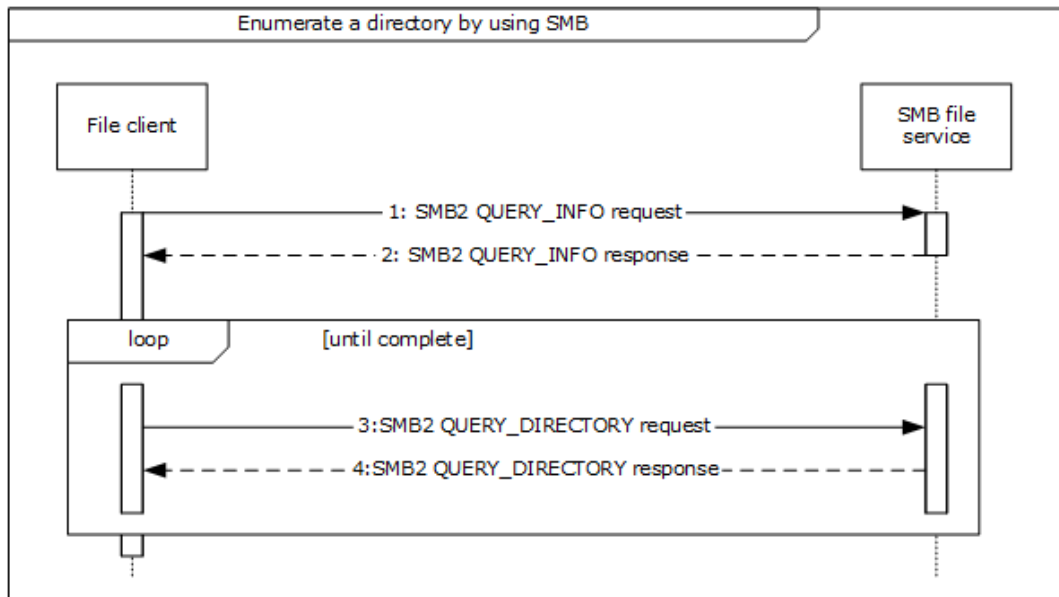 Enumerate a directory by using SMB
File client
SMB file
service
1: SMB2 QUERY_INFO request
2: SMB2 QUERY_INFO response
loop
[until complete]
3:SMB2 QUERY_DIRECTORY request
4:SMB2 QUERY_DIRECTORY response